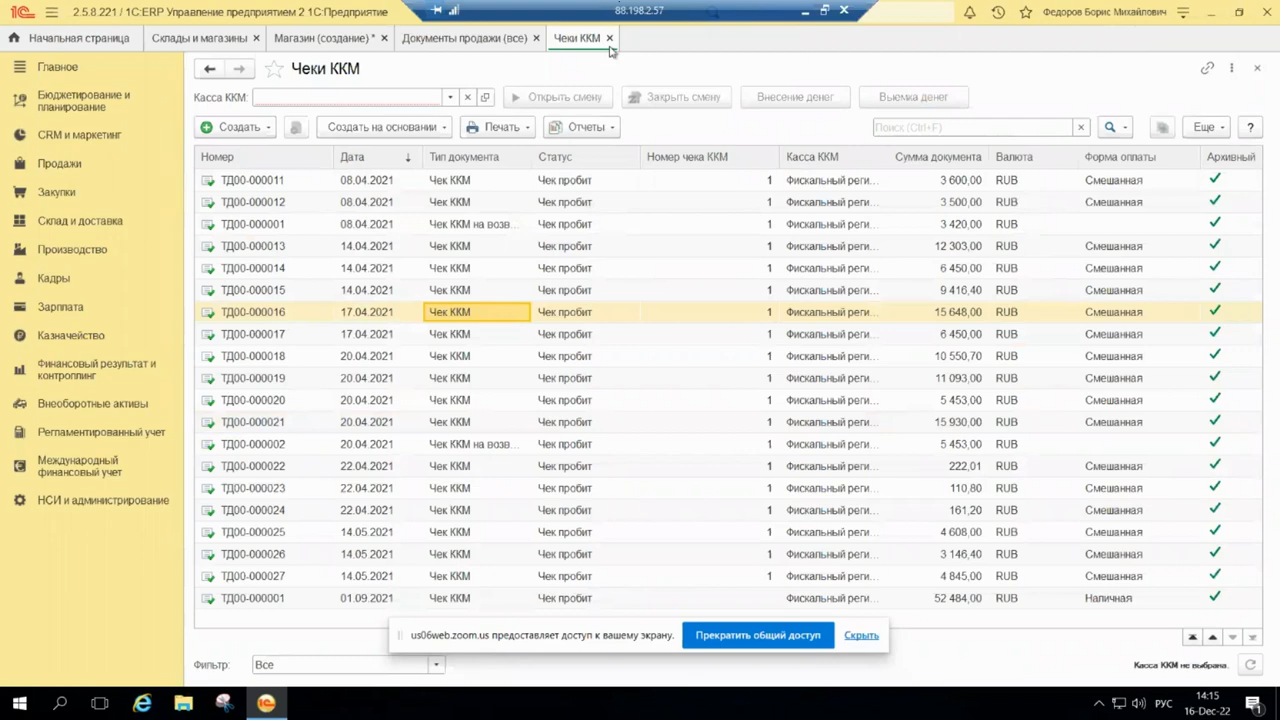 2.5.8.221 / 1С:ERP Управление предприятием 2 1С:Предприятие
88.198.2.57
Федоров Борис Михайлович
Начальная страница
Склады и магазины
Магазин (создание) *
Документы продажи (все)
Чеки ККМ
Главное
Бюджетирование и
планирование
CRM и маркетинг
Продажи
Закупки
Склад и доставка
Производство
Кадры
Зарплата
Казначейство
Финансовый результат и
контроллинг
Внеоборотные активы
Регламентированный учет
Международный
финансовый учет
НСИ и администрирование
Чеки ККМ
Касса ККМ: Открыть смену Закрыть смену Внесение денег Выемка денег
Создать Создать на основании Печать Отчеты Поиск (Ctrl+F) Еще ?
Номер Дата ↓ Тип документа Статус Номер чека ККМ Касса ККМ Сумма документа Валюта Форма оплаты Архивный
ТД00-000011 08.04.2021 Чек ККМ Чек пробит 1 Фискальный реги... 3 600,00 RUB Смешанная
ТД00-000012 08.04.2021 Чек ККМ Чек пробит 1 Фискальный реги... 3 500,00 RUB Смешанная
ТД00-000001 08.04.2021 Чек ККМ на возв... Чек пробит 1 Фискальный реги... 3 420,00 RUB
ТД00-000013 14.04.2021 Чек ККМ Чек пробит 1 Фискальный реги... 12 303,00 RUB Смешанная
ТД00-000014 14.04.2021 Чек ККМ Чек пробит 1 Фискальный реги... 6 450,00 RUB Смешанная
ТД00-000015 14.04.2021 Чек ККМ Чек пробит 1 Фискальный реги... 9 416,40 RUB Смешанная
ТД00-000016 17.04.2021 Чек ККМ Чек пробит 1 Фискальный реги... 15 648,00 RUB Смешанная
ТД00-000017 17.04.2021 Чек ККМ Чек пробит 1 Фискальный реги... 6 450,00 RUB Смешанная
ТД00-000018 20.04.2021 Чек ККМ Чек пробит 1 Фискальный реги... 10 550,70 RUB Смешанная
ТД00-000019 20.04.2021 Чек ККМ Чек пробит 1 Фискальный реги... 11 093,00 RUB Смешанная
ТД00-000020 20.04.2021 Чек ККМ Чек пробит 1 Фискальный реги... 5 453,00 RUB Смешанная
ТД00-000021 20.04.2021 Чек ККМ Чек пробит 1 Фискальный реги... 15 930,00 RUB Смешанная
ТД00-000002 20.04.2021 Чек ККМ на возв... Чек пробит 1 Фискальный реги... 5 453,00 RUB
ТД00-000022 22.04.2021 Чек ККМ Чек пробит 1 Фискальный реги... 222,01 RUB Смешанная
ТД00-000023 22.04.2021 Чек ККМ Чек пробит 1 Фискальный реги... 110,80 RUB Смешанная
ТД00-000024 22.04.2021 Чек ККМ Чек пробит 1 Фискальный реги... 161,20 RUB Смешанная
ТД00-000025 14.05.2021 Чек ККМ Чек пробит 1 Фискальный реги... 4 608,00 RUB Смешанная
ТД00-000026 14.05.2021 Чек ККМ Чек пробит 1 Фискальный реги... 3 146,40 RUB Смешанная
ТД00-000027 14.05.2021 Чек ККМ Чек пробит 1 Фискальный реги... 4 845,00 RUB Смешанная
ТД00-000001 01.09.2021 Чек ККМ Чек пробит Фискальный реги... 52 484,00 RUB Наличная
us06web.zoom.us предоставляет доступ к вашему экрану. Прекратить общий доступ Скрыть
Фильтр: Все Касса ККМ не выбрана.
РУС 14:15
16-Dec-22